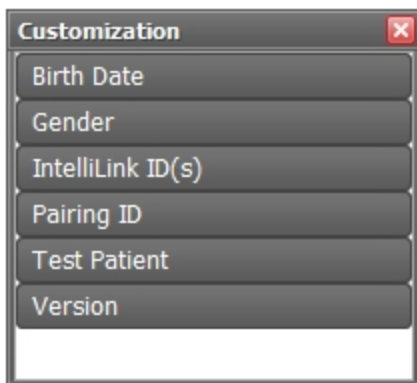 Customization
Birth Date
Gender
IntelliLink ID(s)
Pairing ID
Test Patient
Version